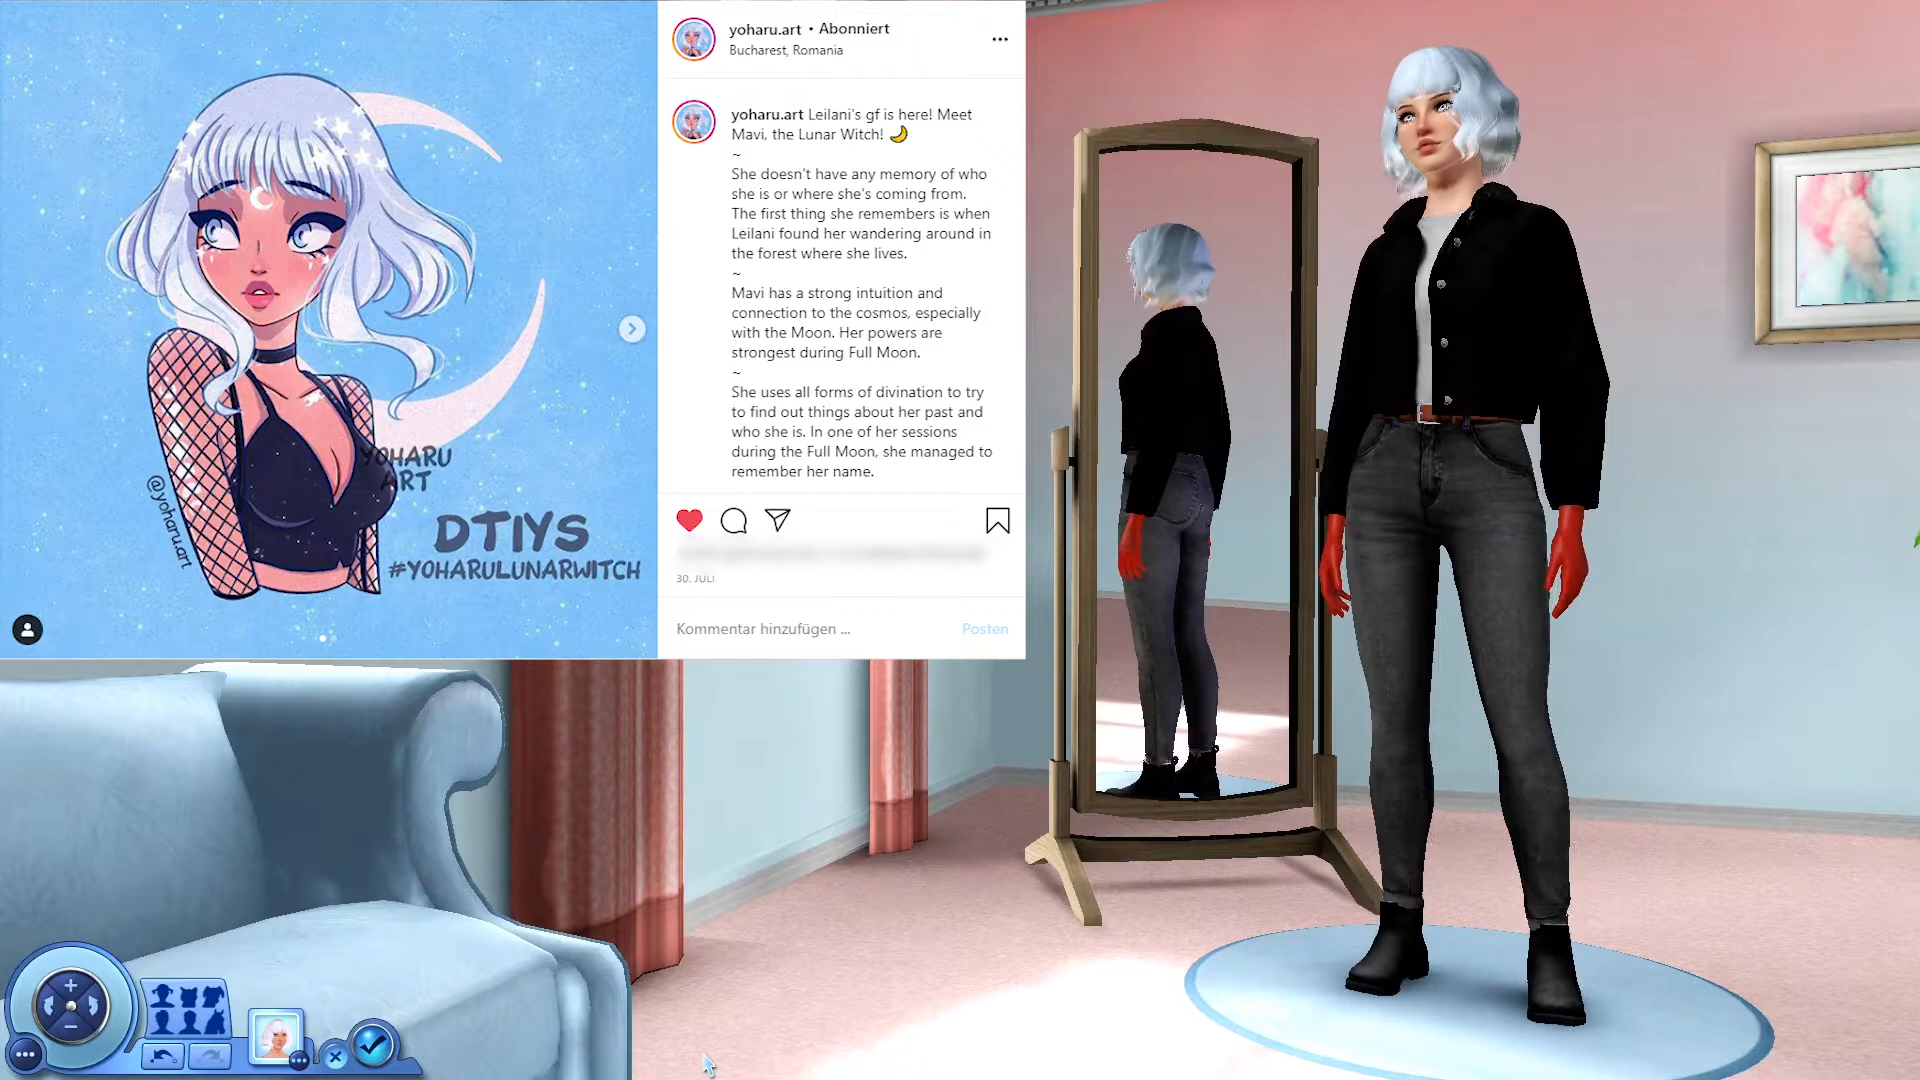 yoharu.art • Abonniert
Bucharest, Romania
yoharu.art Leilani's gf is here! Meet
Mavi, the Lunar Witch! 🌙
~
She doesn't have any memory of who
she is or where she's coming from.
The first thing she remembers is when
Leilani found her wandering around in
the forest where she lives.
~
Mavi has a strong intuition and
connection to the cosmos, especially
with the Moon. Her powers are
strongest during Full Moon.
~
She uses all forms of divination to try
to find out things about her past and
who she is. In one of her sessions
during the Full Moon, she managed to
remember her name.
30. JULI
Kommentar hinzufügen ...
Posten
YOHARU
ART
@yoharu.art
DTIYS
#YOHARULUNARWITCH